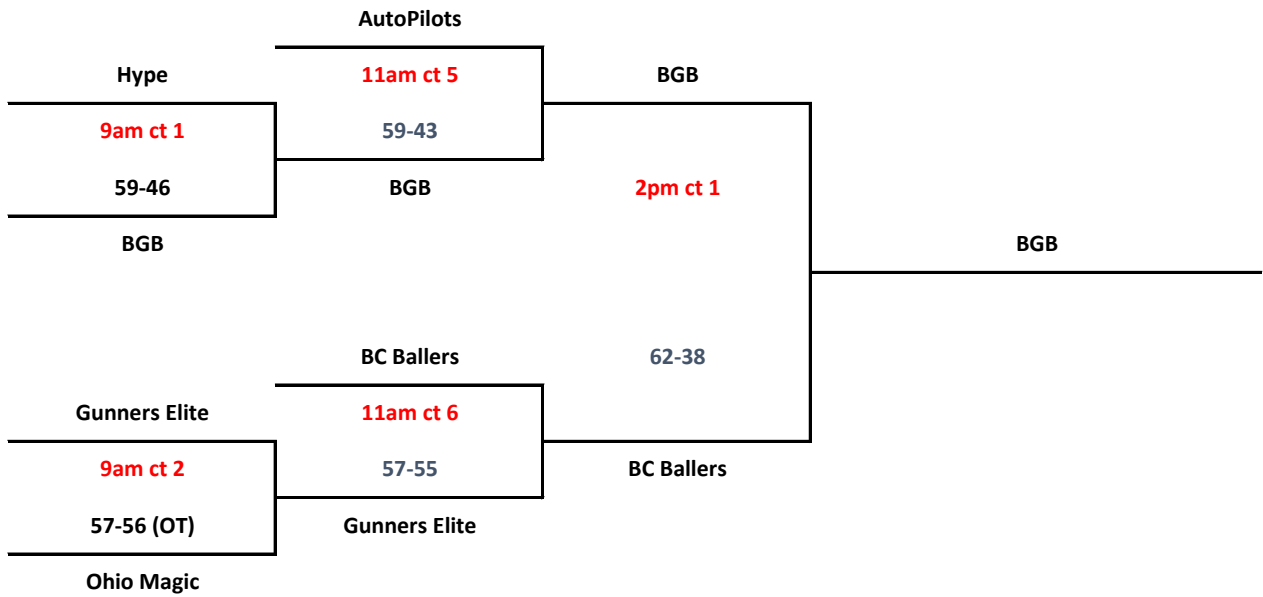 AutoPilots
Hype
11am ct 5
BGB
9am ct 1
59-43
59-46
BGB
2pm ct 1
BGB
BGB
BC Ballers
62-38
Gunners Elite
11am ct 6
9am ct 2
57-55
BC Ballers
57-56 (OT)
Gunners Elite
Ohio Magic